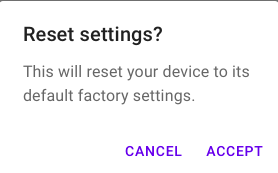 Reset settings?
This will reset your device to its
default factory settings.
CANCEL ACCEPT